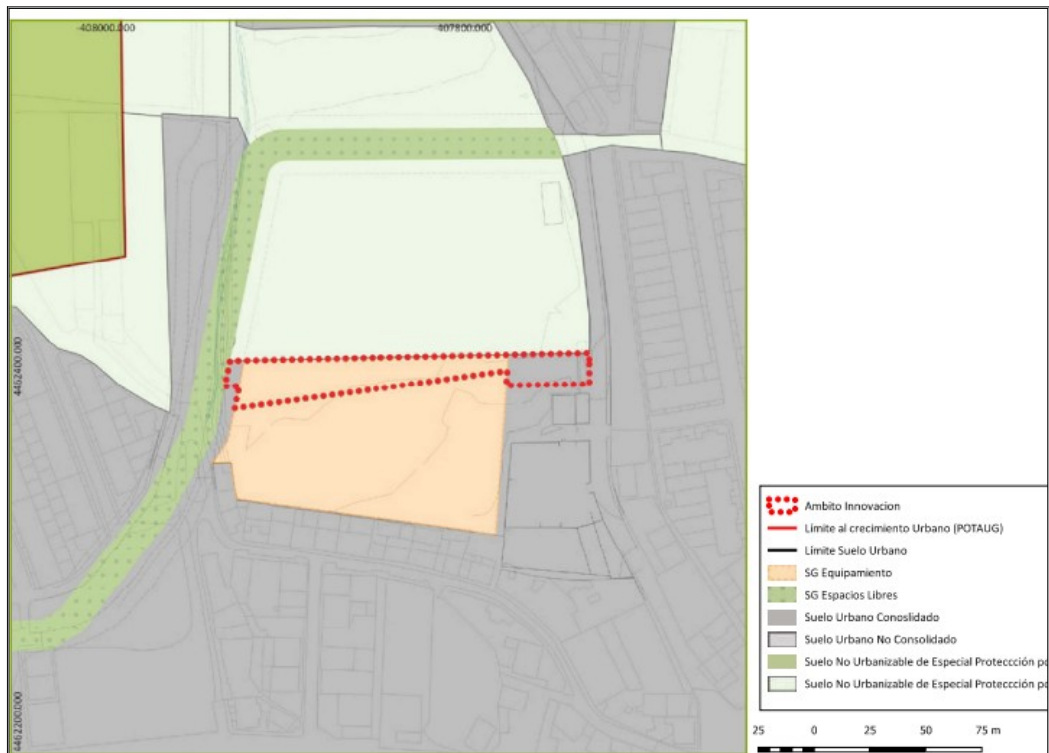 -408000.000
-407800.000
4462400.000
4462200.000
Ambito Innovacion
Límite al crecimiento Urbano (POTAUG)
Límite Suelo Urbano
SG Equipamiento
SG Espacios Libres
Suelo Urbano Conoslidado
Suelo Urbano No Consolidado
Suelo No Urbanizable de Especial Proteccción po
Suelo No Urbanizable de Especial Proteccción po
25 0 25 50 75 m